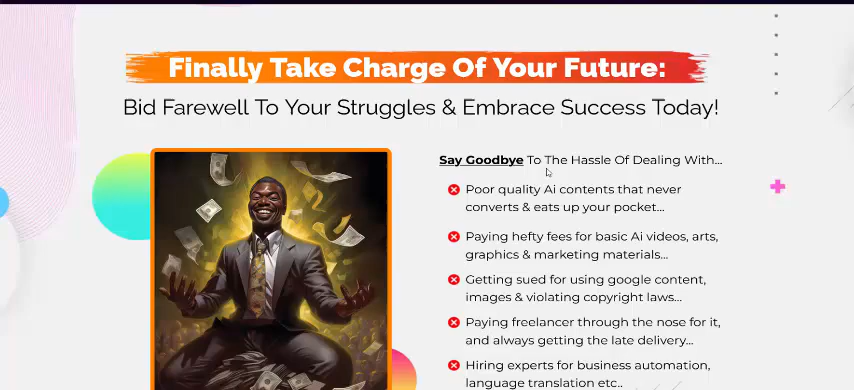 Finally Take Charge Of Your Future:
Bid Farewell To Your Struggles & Embrace Success Today!
Say Goodbye To The Hassle Of Dealing With...
Poor quality Ai contents that never
converts & eats up your pocket...
Paying hefty fees for basic Ai videos, arts,
graphics & marketing materials...
Getting sued for using google content,
images & violating copyright laws...
Paying freelancer through the nose for it,
and always getting the late delivery...
Hiring experts for business automation,
language translation etc..